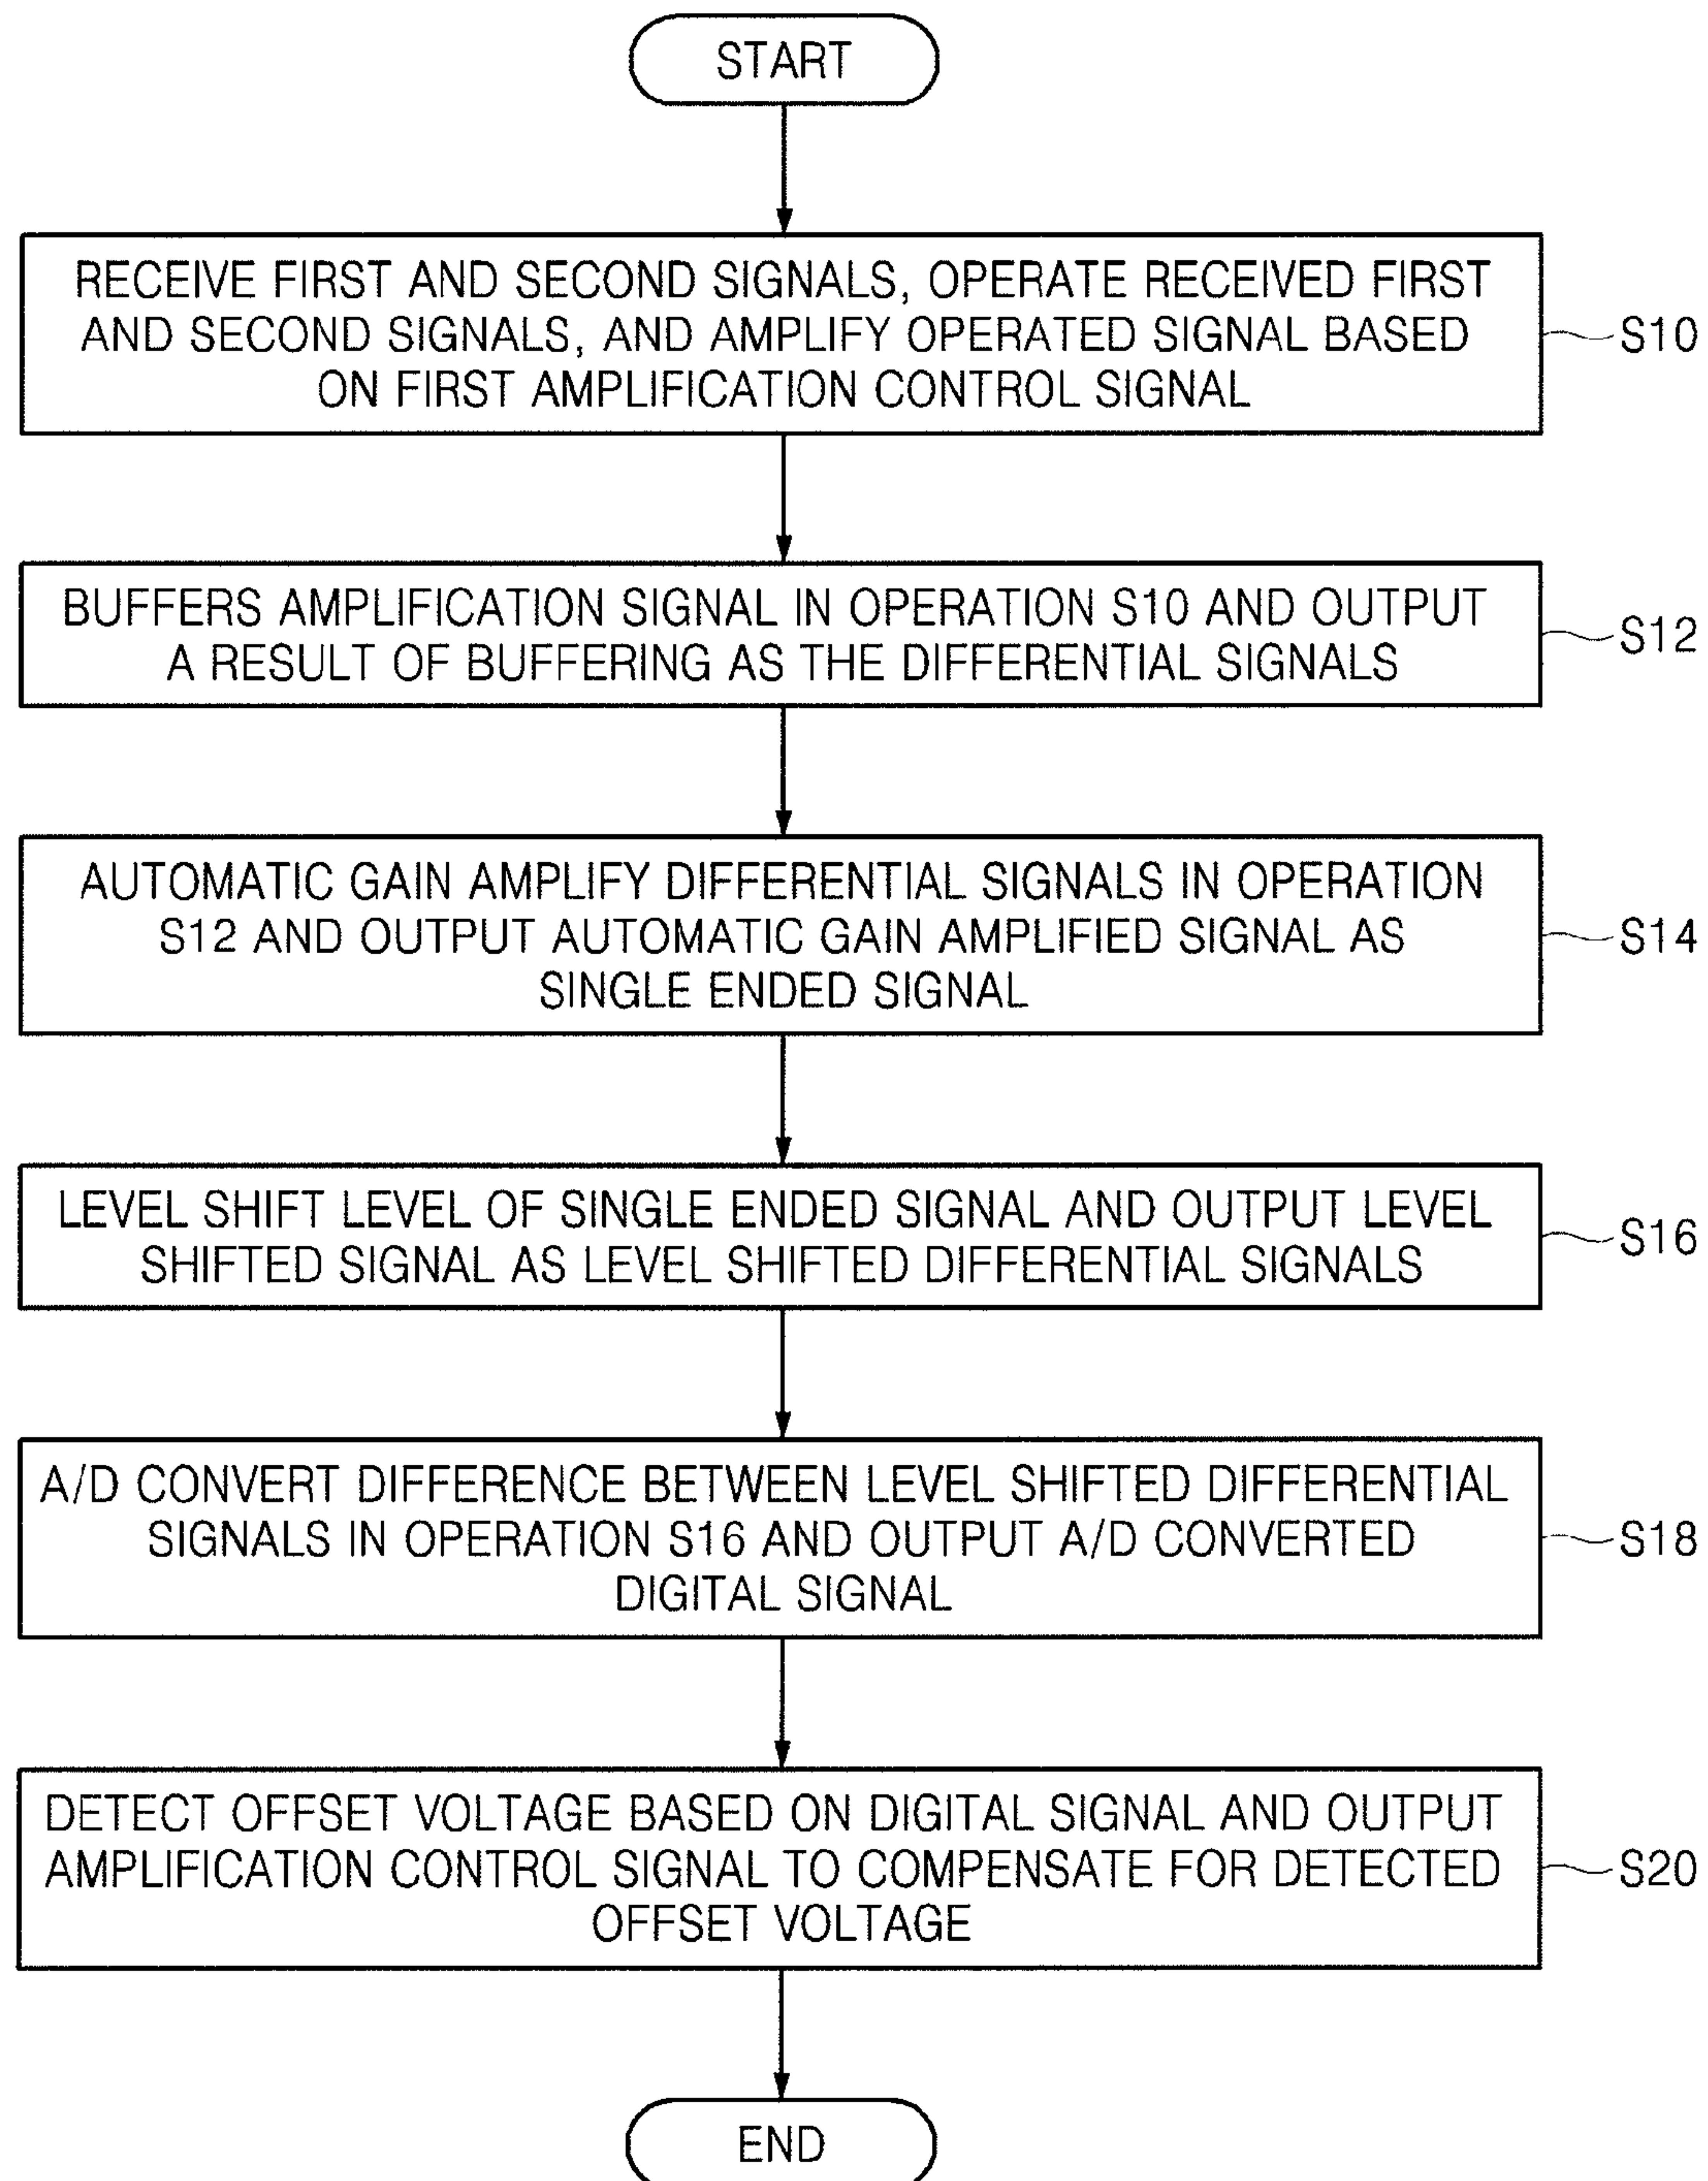 START
RECEIVE FIRST AND SECOND SIGNALS, OPERATE RECEIVED FIRST
AND SECOND SIGNALS, AND AMPLIFY OPERATED SIGNAL BASED
ON FIRST AMPLIFICATION CONTROL SIGNAL
S10
BUFFERS AMPLIFICATION SIGNAL IN OPERATION S10 AND OUTPUT
A RESULT OF BUFFERING AS THE DIFFERENTIAL SIGNALS
S12
AUTOMATIC GAIN AMPLIFY DIFFERENTIAL SIGNALS IN OPERATION
S12 AND OUTPUT AUTOMATIC GAIN AMPLIFIED SIGNAL AS
SINGLE ENDED SIGNAL
S14
LEVEL SHIFT LEVEL OF SINGLE ENDED SIGNAL AND OUTPUT LEVEL
SHIFTED SIGNAL AS LEVEL SHIFTED DIFFERENTIAL SIGNALS
S16
A/D CONVERT DIFFERENCE BETWEEN LEVEL SHIFTED DIFFERENTIAL
SIGNALS IN OPERATION S16 AND OUTPUT A/D CONVERTED
DIGITAL SIGNAL
S18
DETECT OFFSET VOLTAGE BASED ON DIGITAL SIGNAL AND OUTPUT
AMPLIFICATION CONTROL SIGNAL TO COMPENSATE FOR DETECTED
OFFSET VOLTAGE
S20
END